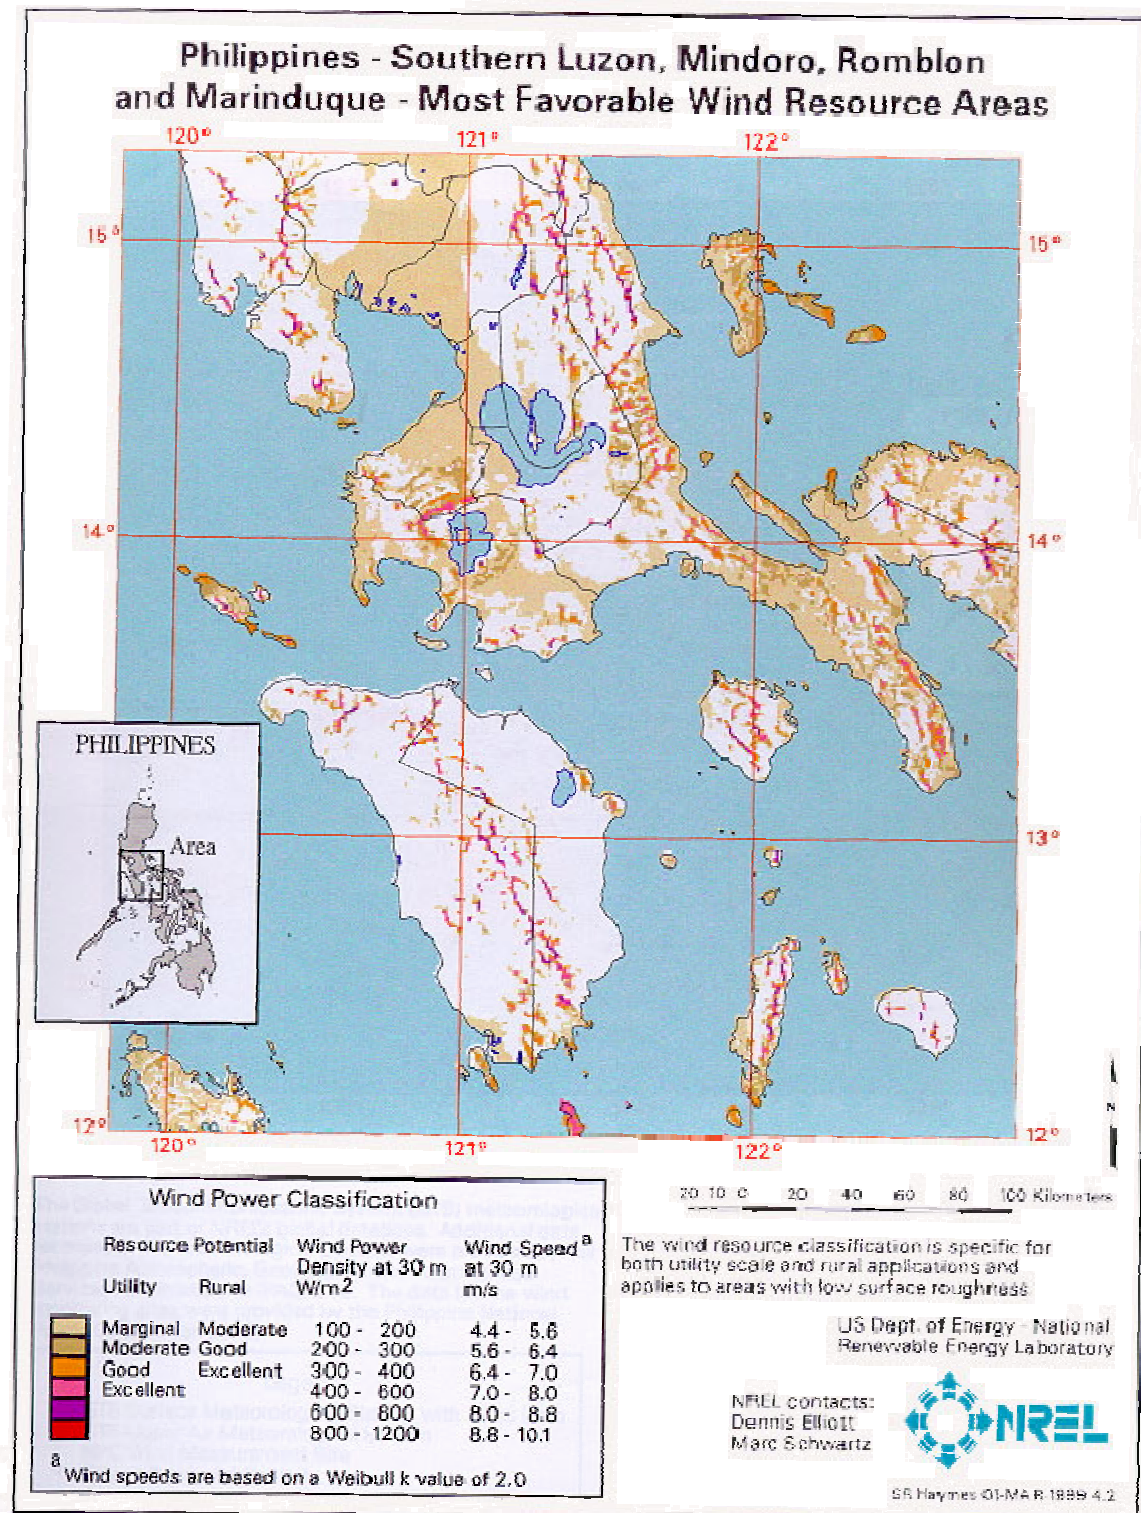 Philippines - Southern Luzon, Mindoro, Romblon
and Marinduque - Most Favorable Wind Resource Areas
120° 121° 122°
15° 15°
14° 14°
PHILIPPINES
Area
13°
12° 12°
120° 121° 122°
N
20 10 0 20 40 60 80 100 Kilometers
Wind Power Classification
Resource Potential Wind Power Wind Speed a
Density at 30 m at 30 m
Utility Rural W/m2 m/s
Marginal Moderate 100 - 200 4.4 - 5.6
Moderate Good 200 - 300 5.6 - 6.4
Good Excellent 300 - 400 6.4 - 7.0
Excellent 400 - 600 7.0 - 8.0
600 - 800 8.0 - 8.8
800 - 1200 8.8 - 10.1
a
Wind speeds are based on a Weibull k value of 2.0
The wind resource classification is specific for
both utility scale and rural applications and
applies to areas with low surface roughness
US Dept. of Energy - National
Renewable Energy Laboratory
NREL contacts:
Dennis Elliott
Marc Schwartz
NREL
SR Haymes 01-MAR-1999 4.2